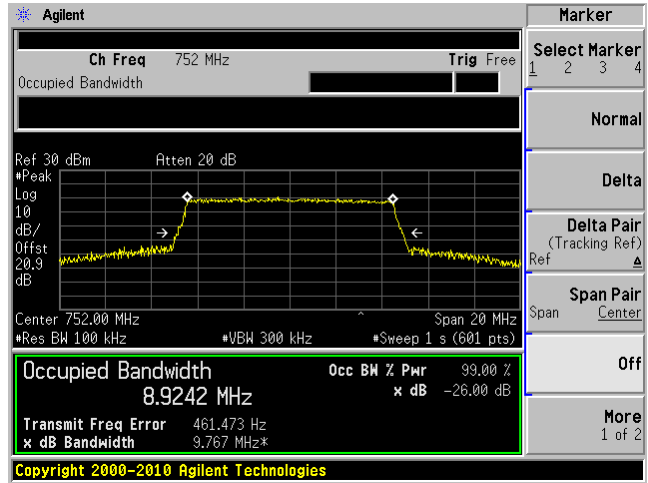 Agilent
Marker
Ch Freq 752 MHz Trig Free
Occupied Bandwidth
Select Marker
1 2 3 4
Normal
Delta
Delta Pair
(Tracking Ref)
Ref Δ
Span Pair
Span Center
Off
More
1 of 2
Ref 30 dBm Atten 20 dB
#Peak
Log
10
dB/
Offst
20.9
dB
Center 752.00 MHz Span 20 MHz
#Res BW 100 kHz #VBW 300 kHz #Sweep 1 s (601 pts)
Occupied Bandwidth Occ BW % Pwr 99.00 %
8.9242 MHz x dB -26.00 dB
Transmit Freq Error 461.473 Hz
x dB Bandwidth 9.767 MHz*
Copyright 2000-2010 Agilent Technologies